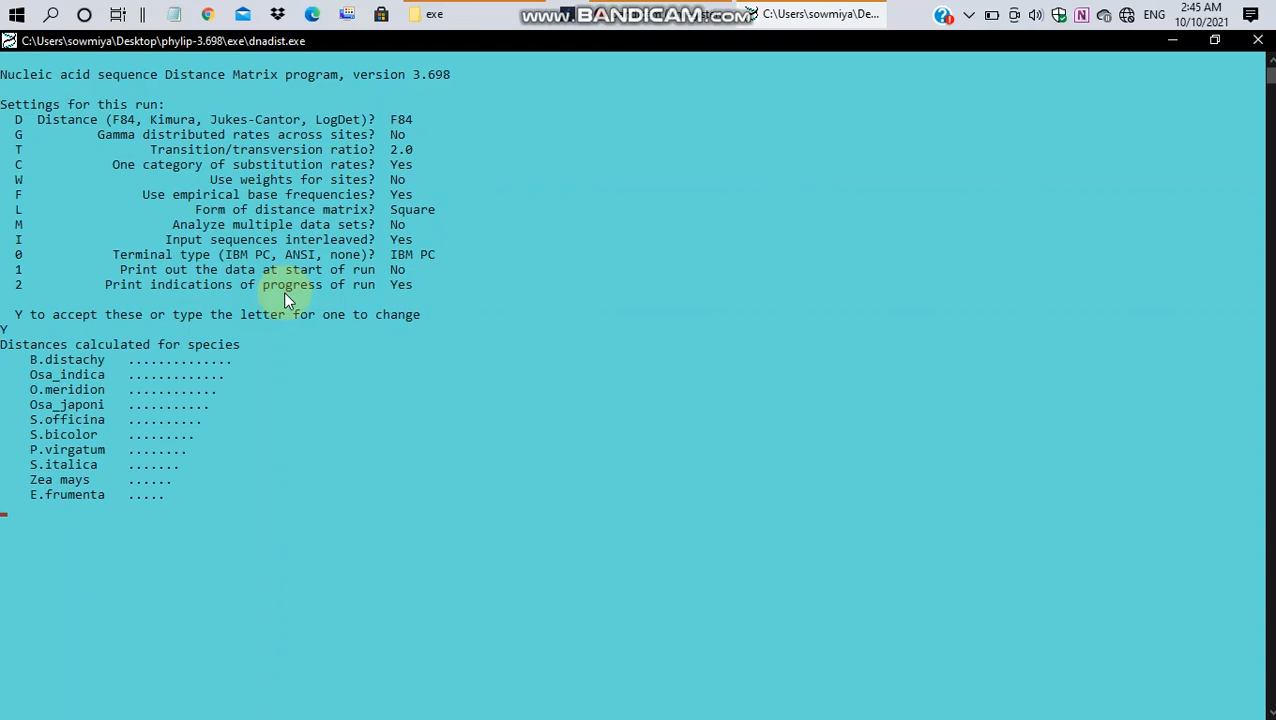 exe
www.BANDICAM.com
C:\Users\sowmiya\De...
ENG
2:45 AM
10/10/2021
C:\Users\sowmiya\Desktop\phylip-3.698\exe\dnadist.exe
Nucleic acid sequence Distance Matrix program, version 3.698
Settings for this run:
D Distance (F84, Kimura, Jukes-Cantor, LogDet)? F84
G Gamma distributed rates across sites? No
T Transition/transversion ratio? 2.0
C One category of substitution rates? Yes
W Use weights for sites? No
F Use empirical base frequencies? Yes
L Form of distance matrix? Square
M Analyze multiple data sets? No
I Input sequences interleaved? Yes
0 Terminal type (IBM PC, ANSI, none)? IBM PC
1 Print out the data at start of run No
2 Print indications of progress of run Yes
Y to accept these or type the letter for one to change
Y
Distances calculated for species
B.distachy ..............
Osa_indica .............
O.meridion ............
Osa_japoni ...........
S.officina ..........
S.bicolor .........
P.virgatum ........
S.italica .......
Zea mays ......
E.frumenta .....